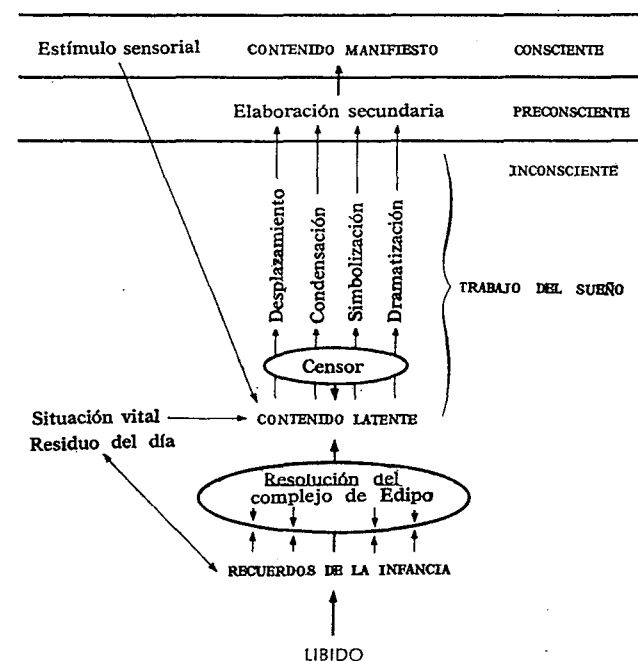 Estímulo sensorial
CONTENIDO MANIFIESTO
CONSCIENTE
Elaboración secundaria
PRECONSCIENTE
INCONSCIENTE
Desplazamiento
Condensación
Simbolización
Dramatización
TRABAJO DEL SUEÑO
Censor
Situación vital
CONTENIDO LATENTE
Residuo del día
Resolución del
complejo de Edipo
RECUERDOS DE LA INFANCIA
LIBIDO